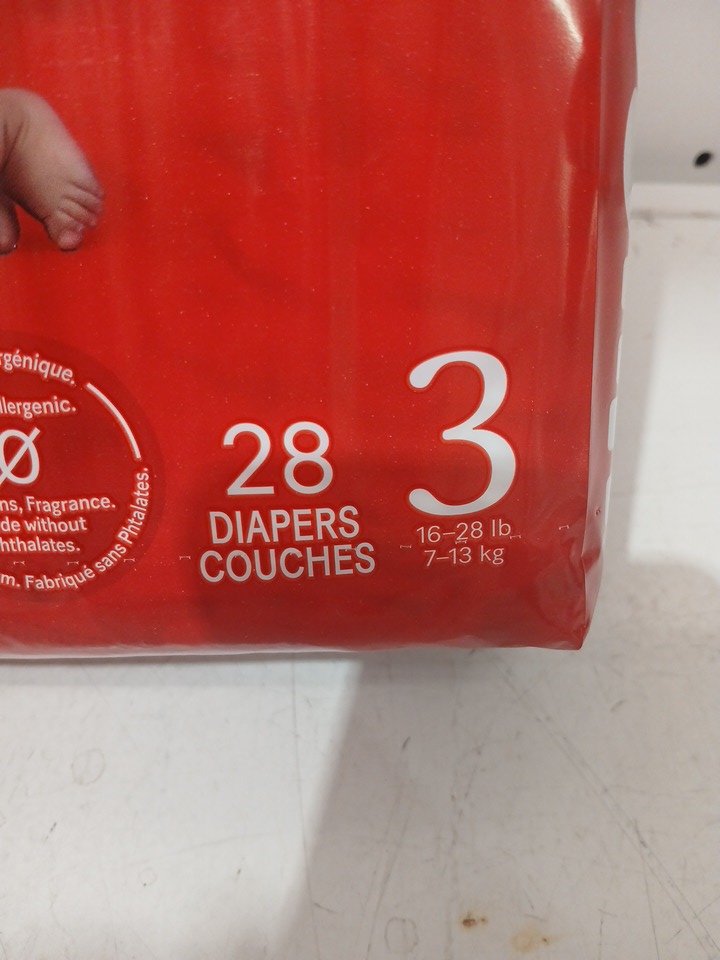 rgénique.
llergenic.
ns, Fragrance.
de without
hthalates.
m. Fabriqué sans Phtalates.
28
DIAPERS
COUCHES
3
16–28 lb
7–13 kg